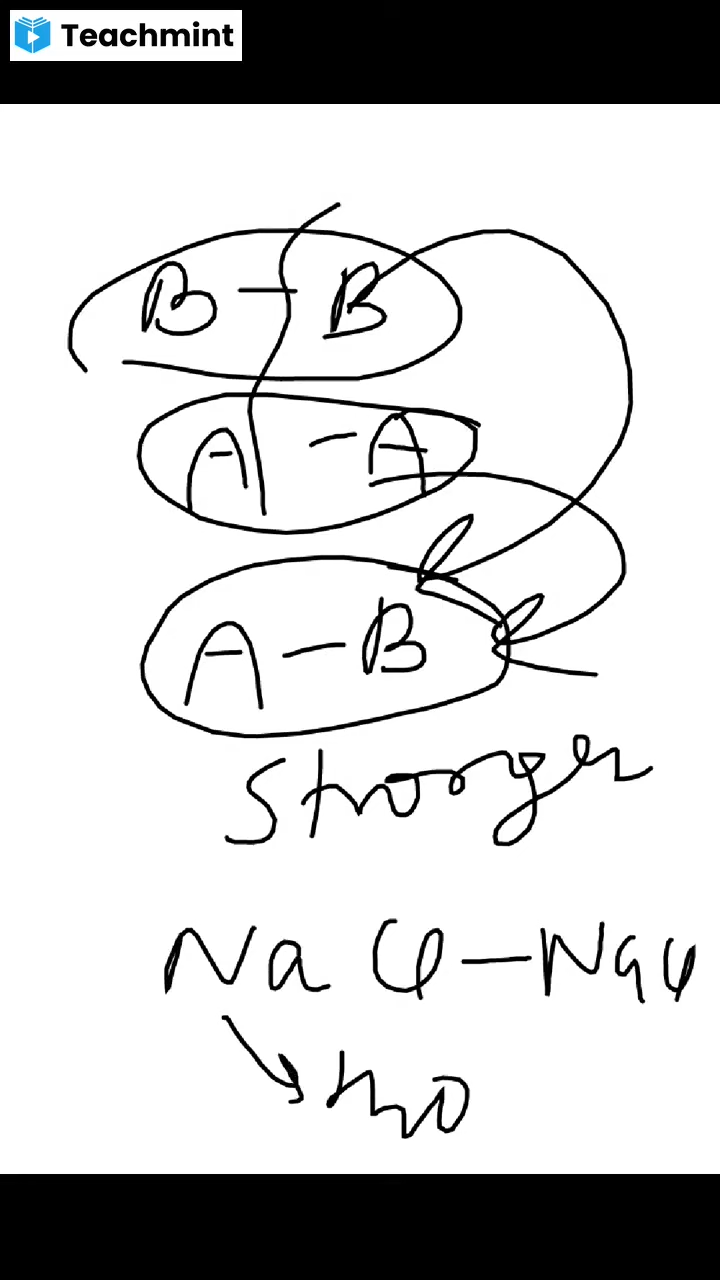 Teachmint
B - B
A - A
A - B
Stronger
NaCl - NaCl
H2O